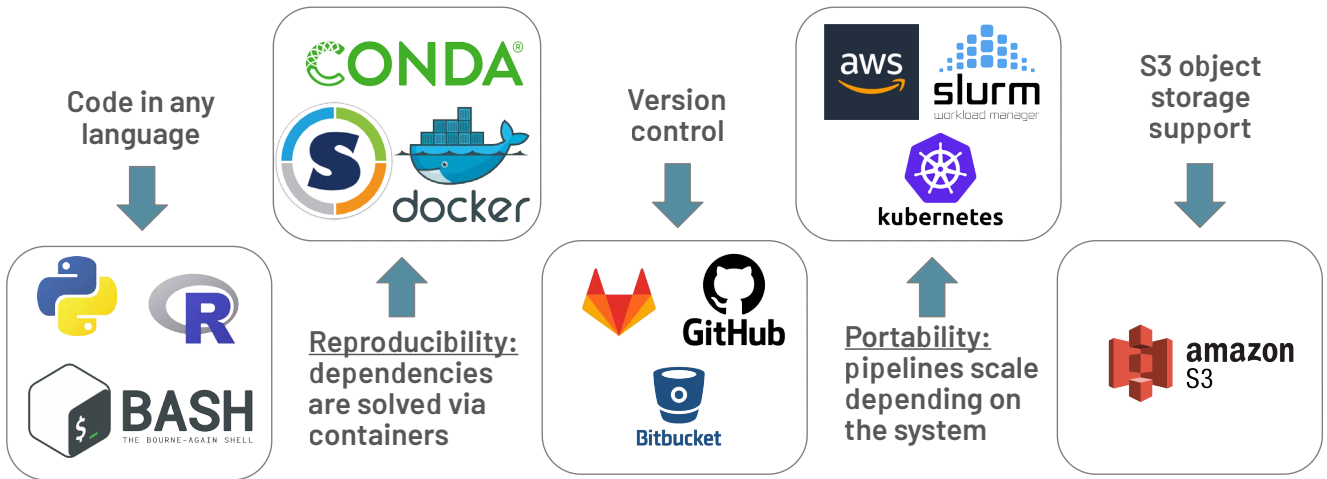 Code in any
language
R
$_
BASH
THE BOURNE-AGAIN SHELL
CONDA®
S
docker
Reproducibility:
dependencies
are solved via
containers
Version
control
GitHub
Bitbucket
aws
slurm
workload manager
kubernetes
Portability:
pipelines scale
depending on
the system
S3 object
storage
support
amazon
S3